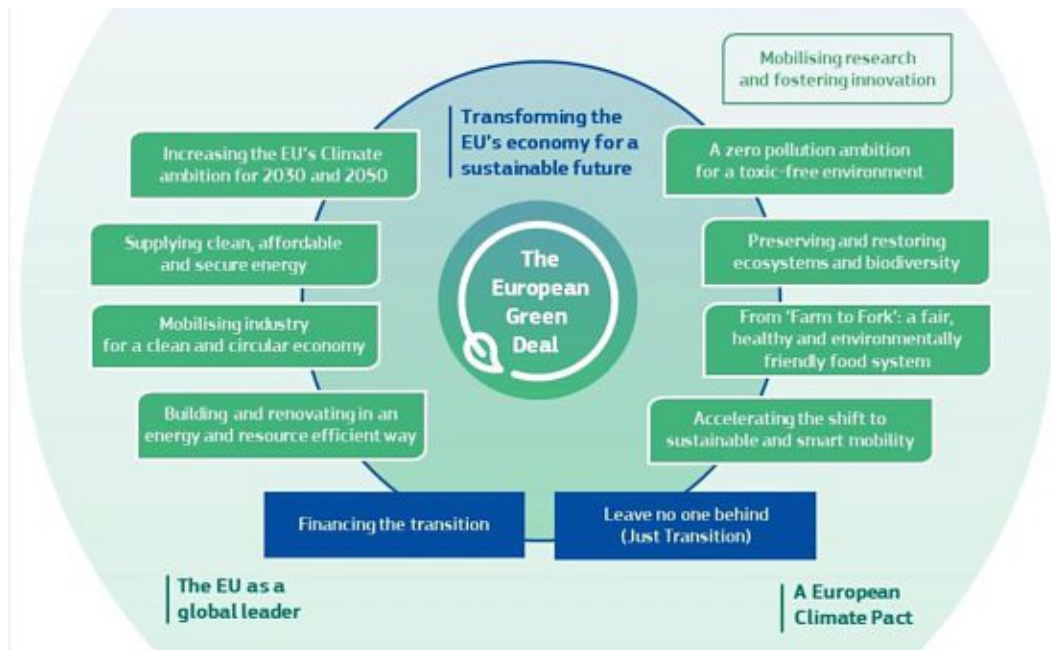 Mobilising research
and fostering innovation
Transforming the
EU's economy for a
sustainable future
Increasing the EU's Climate
ambition for 2030 and 2050
A zero pollution ambition
for a toxic-free environment
Supplying clean, affordable
and secure energy
Preserving and restoring
ecosystems and biodiversity
The
European
Green
Deal
Mobilising industry
for a clean and circular economy
From ‘Farm to Fork’: a fair,
healthy and environmentally
friendly food system
Building and renovating in an
energy and resource efficient way
Accelerating the shift to
sustainable and smart mobility
Financing the transition
Leave no one behind
(Just Transition)
The EU as a
global leader
A European
Climate Pact